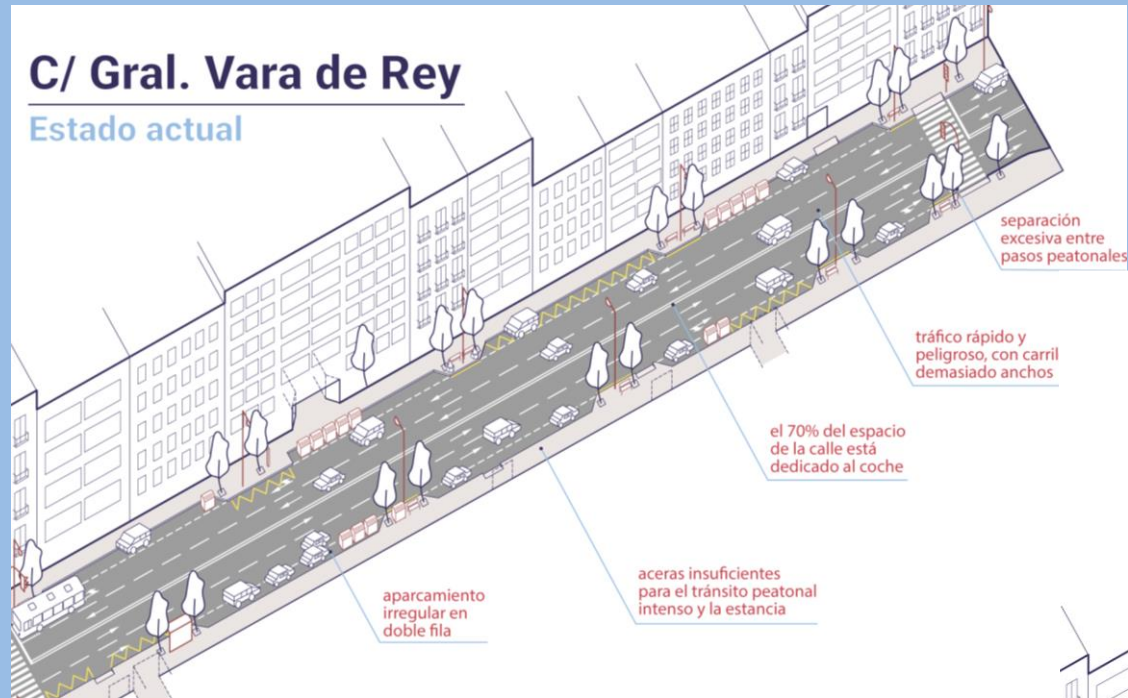 C/ Gral. Vara de Rey
Estado actual
separación
excesiva entre
pasos peatonales
tráfico rápido y
peligroso, con carril
demasiado anchos
el 70% del espacio
de la calle está
dedicado al coche
aceras insuficientes
para el tránsito peatonal
intenso y la estancia
aparcamiento
irregular en
doble fila